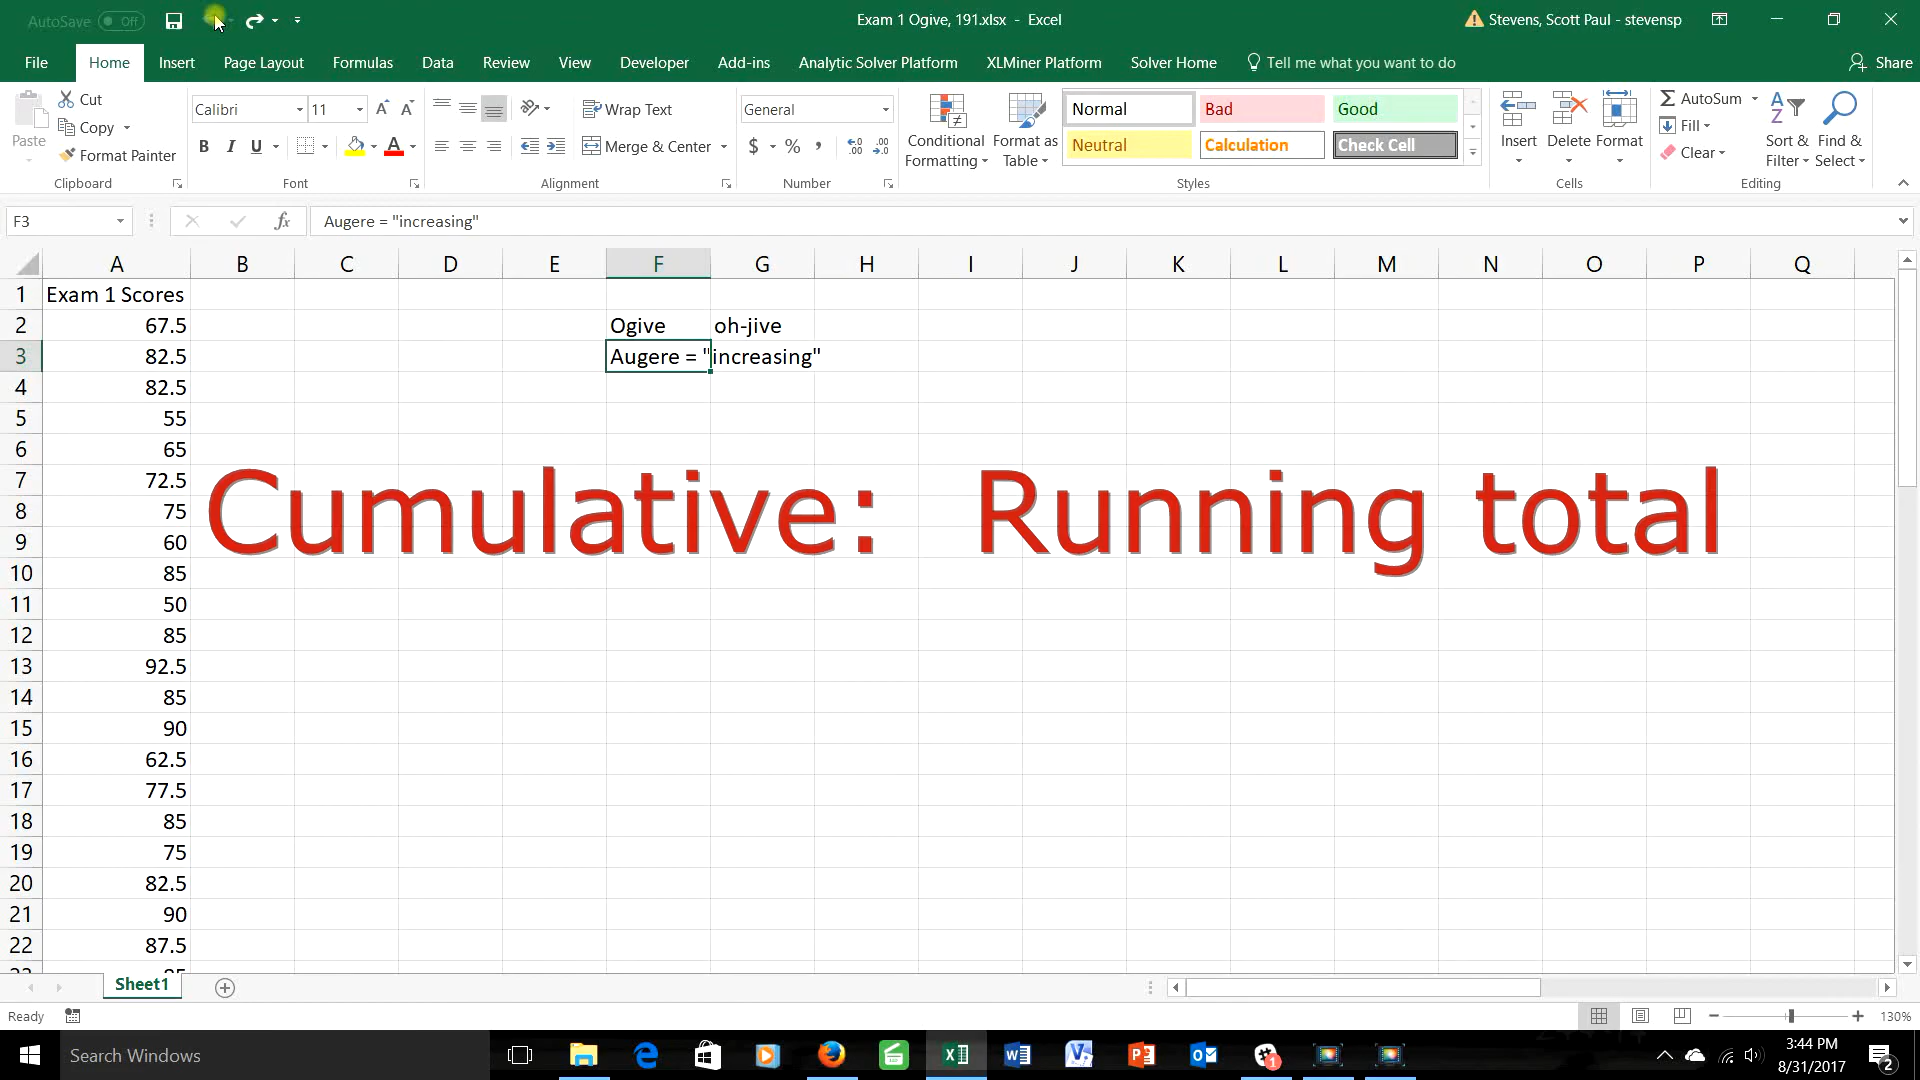 AutoSave Off
Exam 1 Ogive, 191.xlsx - Excel
Stevens, Scott Paul - stevensp
File Home Insert Page Layout Formulas Data Review View Developer Add-ins Analytic Solver Platform XLMiner Platform Solver Home Tell me what you want to do Share
Paste
Cut
Copy
Format Painter
Clipboard
Calibri 11
B I U
Font
Wrap Text
Merge & Center
Alignment
General
$ % ,
Number
Conditional Formatting
Format as Table
Normal Bad Good
Neutral Calculation Check Cell
Styles
Insert Delete Format
Cells
AutoSum
Fill
Clear
Sort & Filter
Find & Select
Editing
F3 fx Augere = "increasing"
A B C D E F G H I J K L M N O P Q
1 Exam 1 Scores
2 67.5 Ogive oh-jive
3 82.5 Augere = "increasing"
4 82.5
5 55
6 65
7 72.5
8 75
9 60
Cumulative: Running total
10 85
11 50
12 85
13 92.5
14 85
15 90
16 62.5
17 77.5
18 85
19 75
20 82.5
21 90
22 87.5
Sheet1
Ready
130%
Search Windows
3:44 PM
8/31/2017
1
2